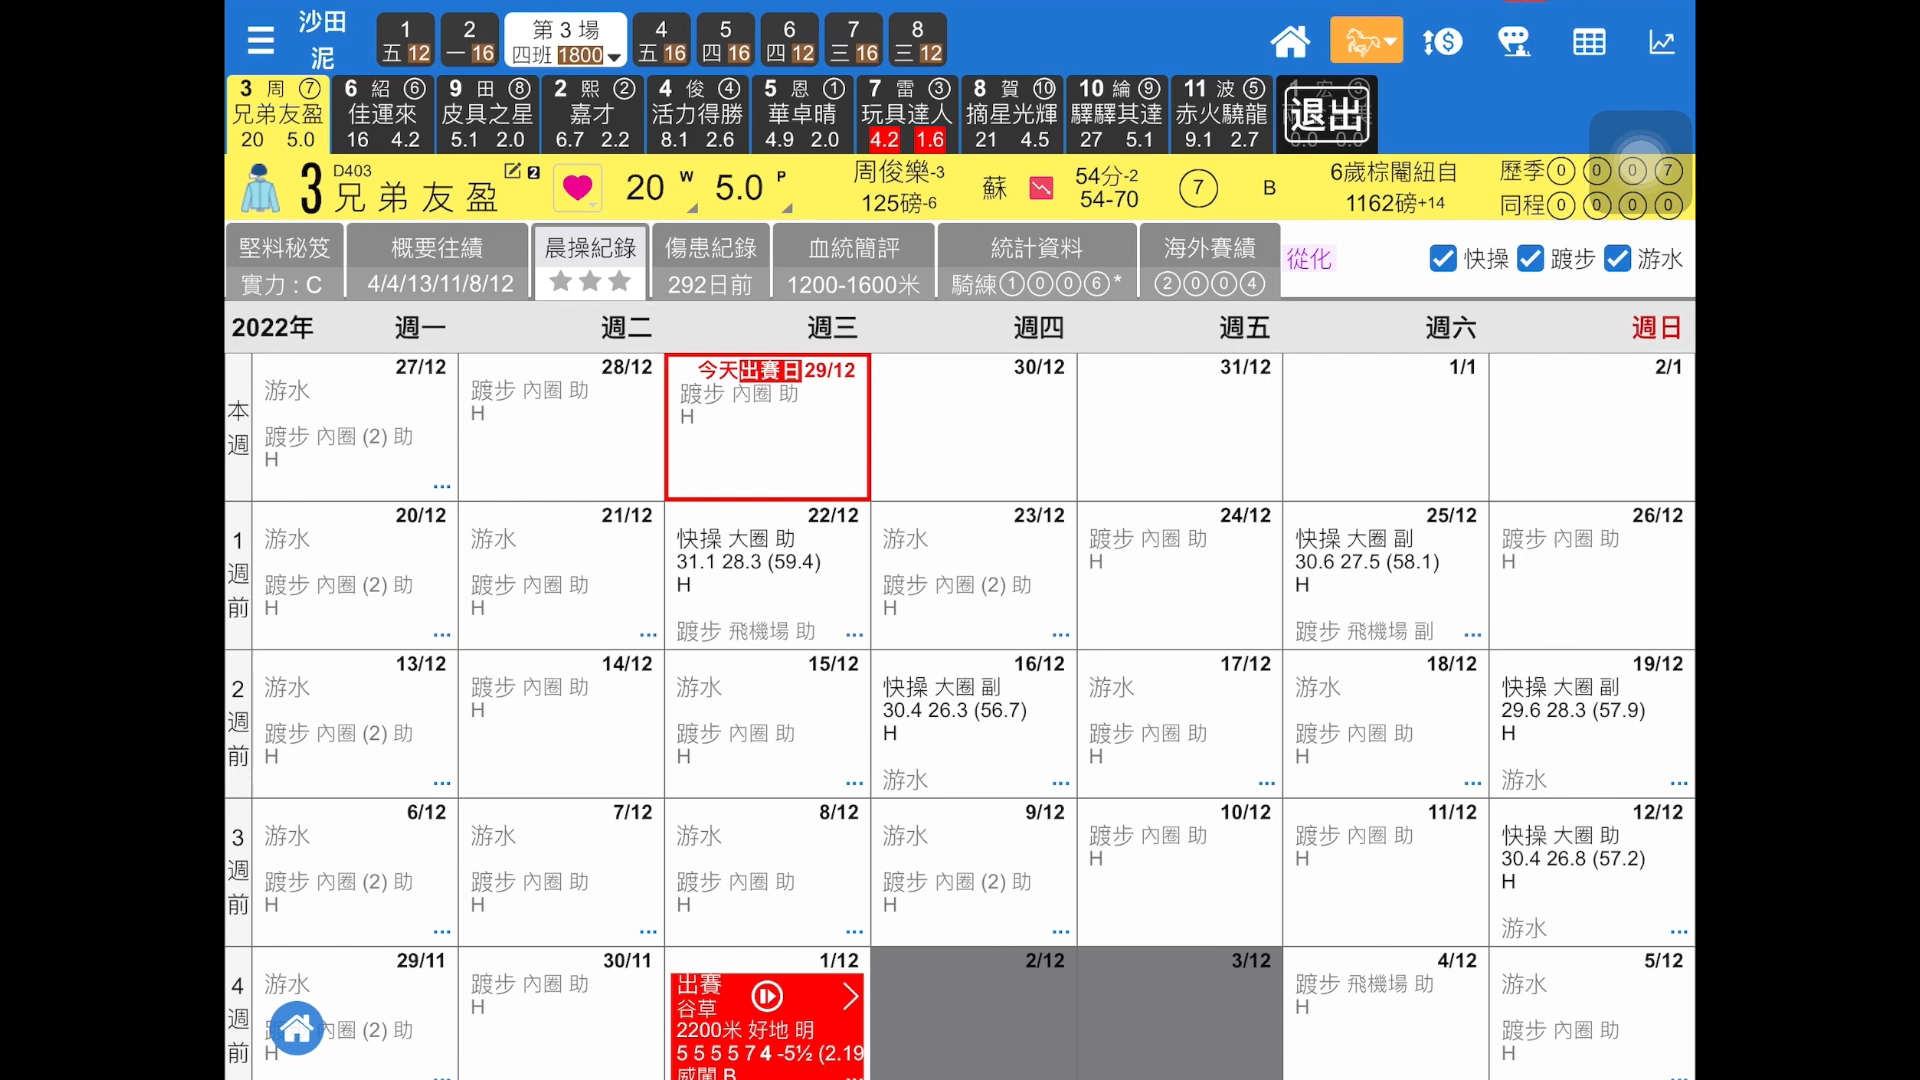 沙田
泥
1
五 12
2
一 16
第 3 場
四班 1800
4
五 16
5
四 16
6
四 12
7
三 16
8
三 12
3 周 ⑦
兄弟友盈
20 5.0
6 紹 ⑥
佳運來
16 4.2
9 田 ⑧
皮具之星
5.1 2.0
2 熙 ②
嘉才
6.7 2.2
4 俊 ④
活力得勝
8.1 2.6
5 恩 ①
華卓晴
4.9 2.0
7 雷 ③
玩具達人
4.2 1.6
8 賀 ⑩
摘星光輝
21 4.5
10 綸 ⑨
驛驛其達
27 5.1
11 波 ⑤
赤火驍龍
9.1 2.7
退出
3
D403
兄弟友盈
2
20 W 5.0 P
周俊樂-3
125磅-6
蘇
54分-2
54-70
⑦
B
6歲棕閹紐自
1162磅+14
歷季 ⓪ ⓪ ⓪ ⑦
同程 ⓪ ⓪ ⓪ ⓪
堅料秘笈
實力 : C
概要往績
4/4/13/11/8/12
晨操紀錄
★★★
傷患紀錄
292日前
血統簡評
1200-1600米
統計資料
騎練①⓪⓪⑥*
海外賽績
②⓪⓪④
從化
快操 踱步 游水
2022年 週一 週二 週三 週四 週五 週六 週日
本週
27/12
游水
踱步 內圈 (2) 助
H
...
28/12
踱步 內圈 助
H
今天出賽日29/12
踱步 內圈 助
H
30/12
31/12
1/1
2/1
1週前
20/12
游水
踱步 內圈 (2) 助
H
...
21/12
游水
踱步 內圈 助
H
...
22/12
快操 大圈 助
31.1 28.3 (59.4)
H
踱步 飛機場 助
...
23/12
游水
踱步 內圈 (2) 助
H
...
24/12
踱步 內圈 助
H
25/12
快操 大圈 副
30.6 27.5 (58.1)
H
踱步 飛機場 副
...
26/12
踱步 內圈 助
H
2週前
13/12
游水
踱步 內圈 (2) 助
H
...
14/12
踱步 內圈 助
H
15/12
游水
踱步 內圈 助
H
...
16/12
快操 大圈 副
30.4 26.3 (56.7)
H
游水
...
17/12
游水
踱步 內圈 助
H
...
18/12
游水
踱步 內圈 助
H
...
19/12
快操 大圈 副
29.6 28.3 (57.9)
H
游水
...
3週前
6/12
游水
踱步 內圈 (2) 助
H
...
7/12
游水
踱步 內圈 助
H
...
8/12
游水
踱步 內圈 助
H
...
9/12
游水
踱步 內圈 (2) 助
H
...
10/12
踱步 內圈 助
H
11/12
踱步 內圈 助
H
12/12
快操 大圈 助
30.4 26.8 (57.2)
H
游水
...
4週前
29/11
游水
內圈 (2) 助
H
30/11
踱步 內圈 助
H
1/12
出賽
谷草
2200米 好地 明
5 5 5 5 7 4 -5½ (2.19
威闖 B
2/12
3/12
4/12
踱步 飛機場 助
H
5/12
游水
踱步 內圈 助
H